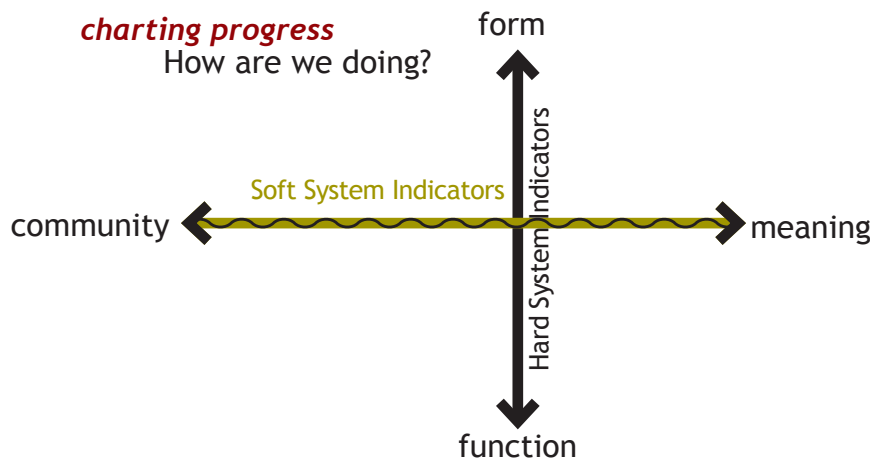 charting progress
How are we doing?
form
Hard System Indicators
Soft System Indicators
community
meaning
function